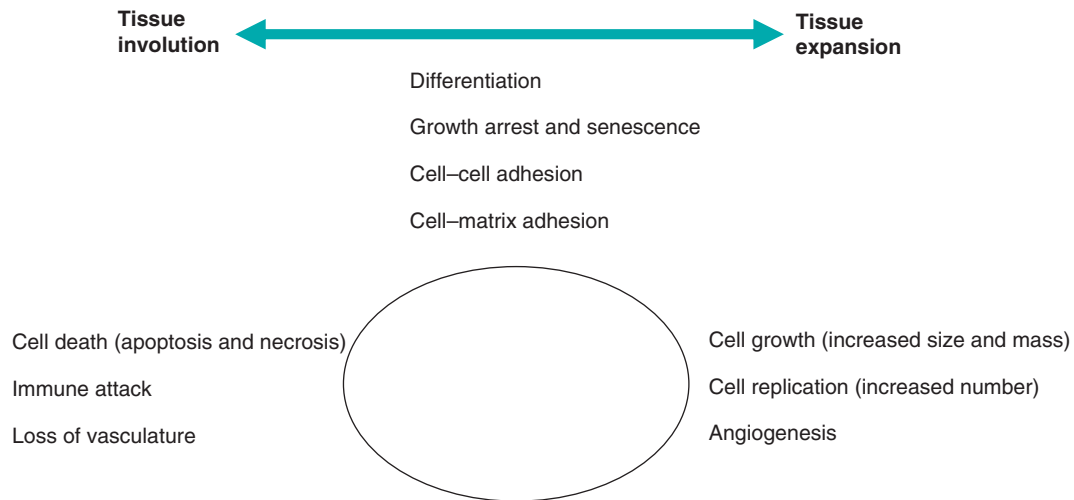 Tissue
involution
Tissue
expansion
Differentiation
Growth arrest and senescence
Cell–cell adhesion
Cell–matrix adhesion
Cell death (apoptosis and necrosis)
Immune attack
Loss of vasculature
Cell growth (increased size and mass)
Cell replication (increased number)
Angiogenesis